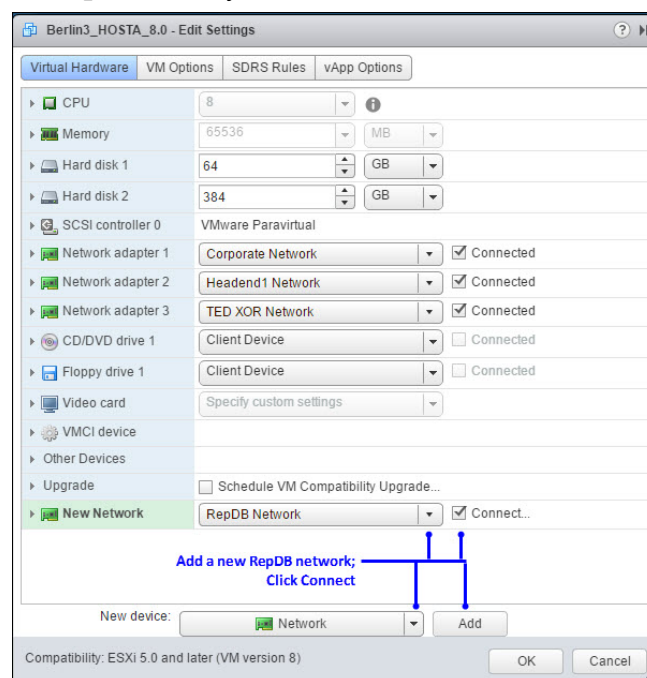 Berlin3_HOSTA_8.0 - Edit Settings
Virtual Hardware VM Options SDRS Rules vApp Options
CPU 8
Memory 65536 MB
Hard disk 1 64 GB
Hard disk 2 384 GB
SCSI controller 0 VMware Paravirtual
Network adapter 1 Corporate Network Connected
Network adapter 2 Headend1 Network Connected
Network adapter 3 TED XOR Network Connected
CD/DVD drive 1 Client Device Connected
Floppy drive 1 Client Device Connected
Video card Specify custom settings
VMCI device
Other Devices
Upgrade Schedule VM Compatibility Upgrade...
New Network RepDB Network Connect...
Add a new RepDB network;
Click Connect
New device: Network Add
Compatibility: ESXi 5.0 and later (VM version 8) OK Cancel